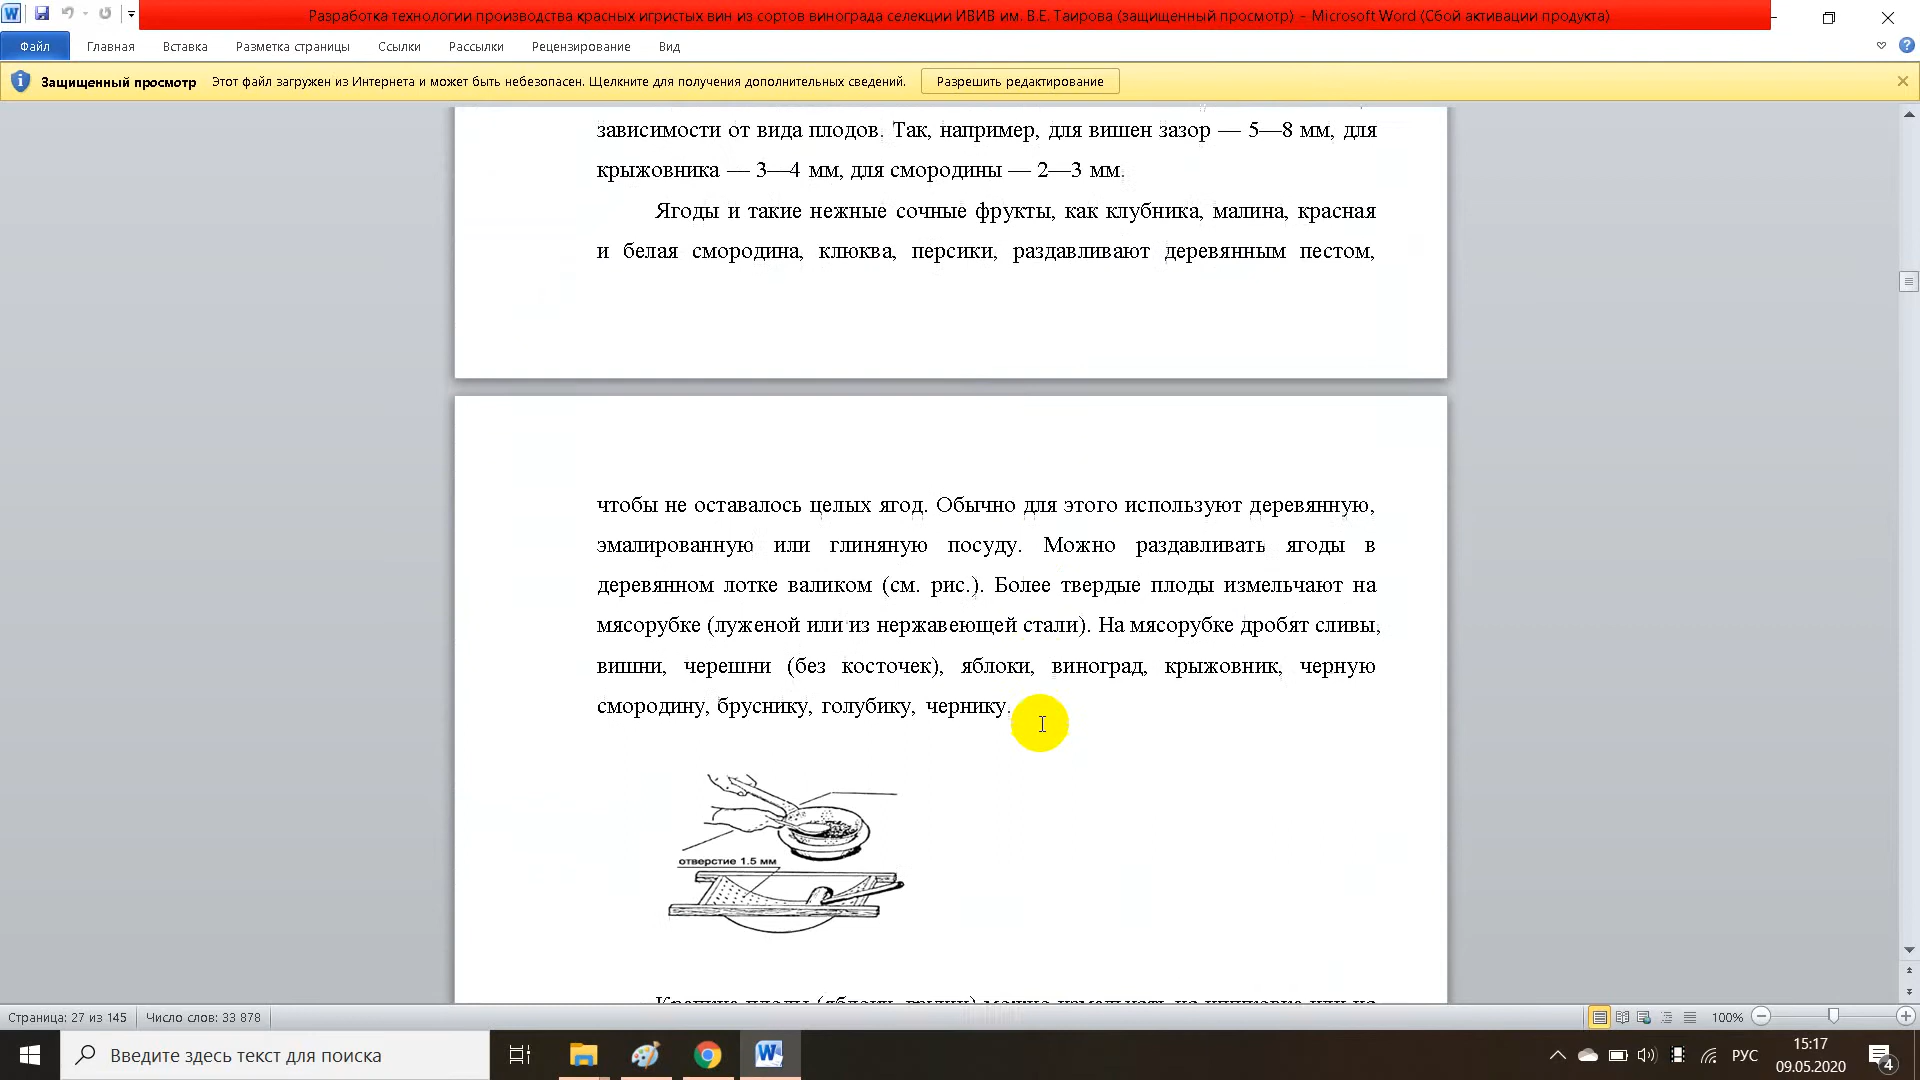 Разработка технологии производства красных игристых вин из сортов винограда селекции ИВИВ им. В.Е. Таирова (защищенный просмотр) - Microsoft Word (Сбой активации продукта)
Файл Главная Вставка Разметка страницы Ссылки Рассылки Рецензирование Вид
Защищенный просмотр Этот файл загружен из Интернета и может быть небезопасен. Щелкните для получения дополнительных сведений. Разрешить редактирование
зависимости от вида плодов. Так, например, для вишен зазор — 5—8 мм, для
крыжовника — 3—4 мм, для смородины — 2—3 мм.
Ягоды и такие нежные сочные фрукты, как клубника, малина, красная
и белая смородина, клюква, персики, раздавливают деревянным пестом,
чтобы не оставалось целых ягод. Обычно для этого используют деревянную,
эмалированную или глиняную посуду. Можно раздавливать ягоды в
деревянном лотке валиком (см. рис.). Более твердые плоды измельчают на
мясорубке (луженой или из нержавеющей стали). На мясорубке дробят сливы,
вишни, черешни (без косточек), яблоки, виноград, крыжовник, черную
смородину, бруснику, голубику, чернику.
отверстие 1.5 мм
Страница: 27 из 145 Число слов: 33 878 100%
Введите здесь текст для поиска
РУС
15:17
09.05.2020
4